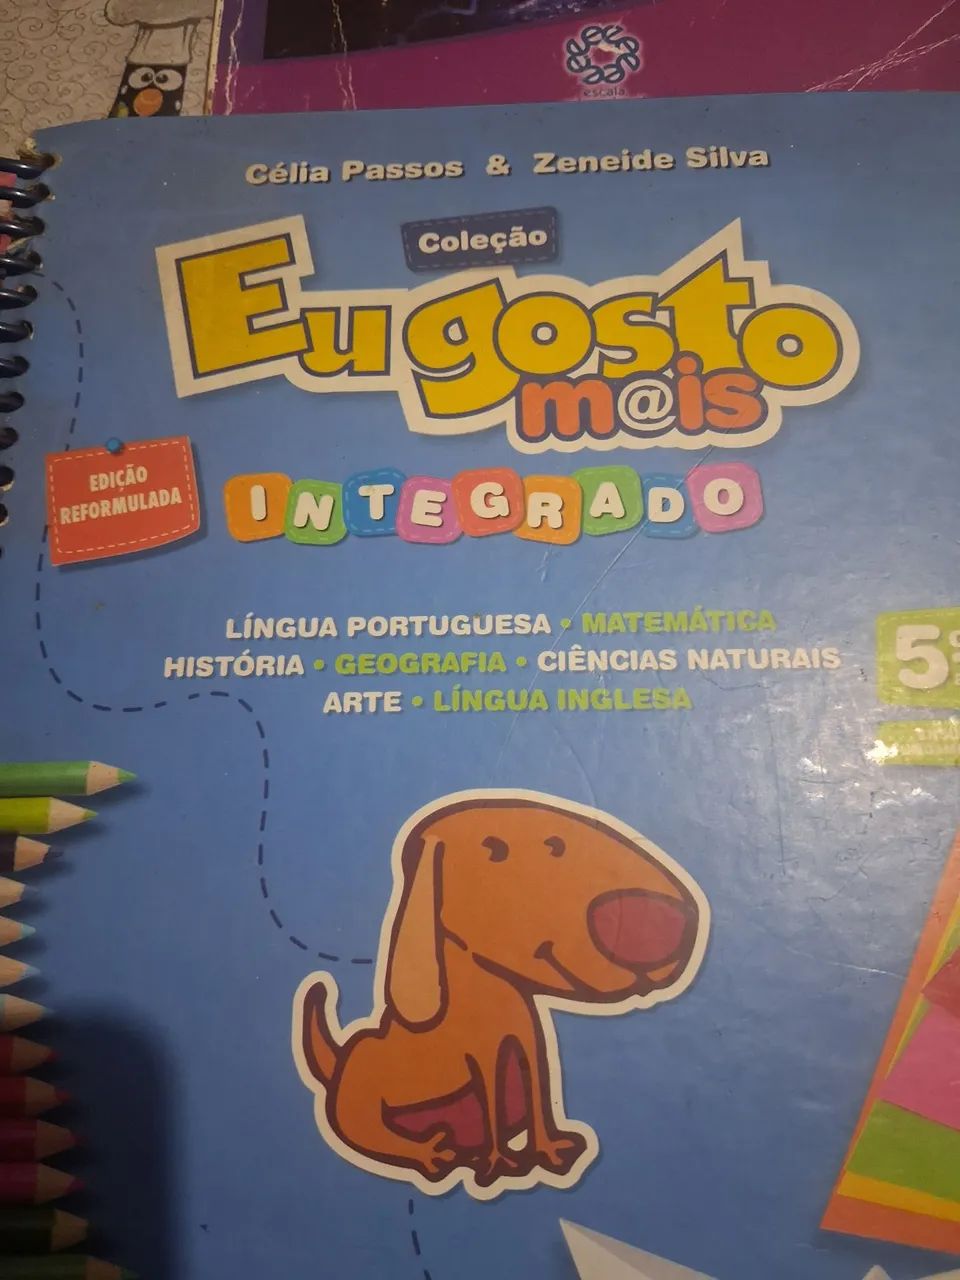 escala
Célia Passos & Zeneide Silva
Coleção
Eu gosto
m@is
EDIÇÃO
REFORMULADA
INTEGRADO
LÍNGUA PORTUGUESA • MATEMÁTICA
HISTÓRIA • GEOGRAFIA • CIÊNCIAS NATURAIS
ARTE • LÍNGUA INGLESA
5º